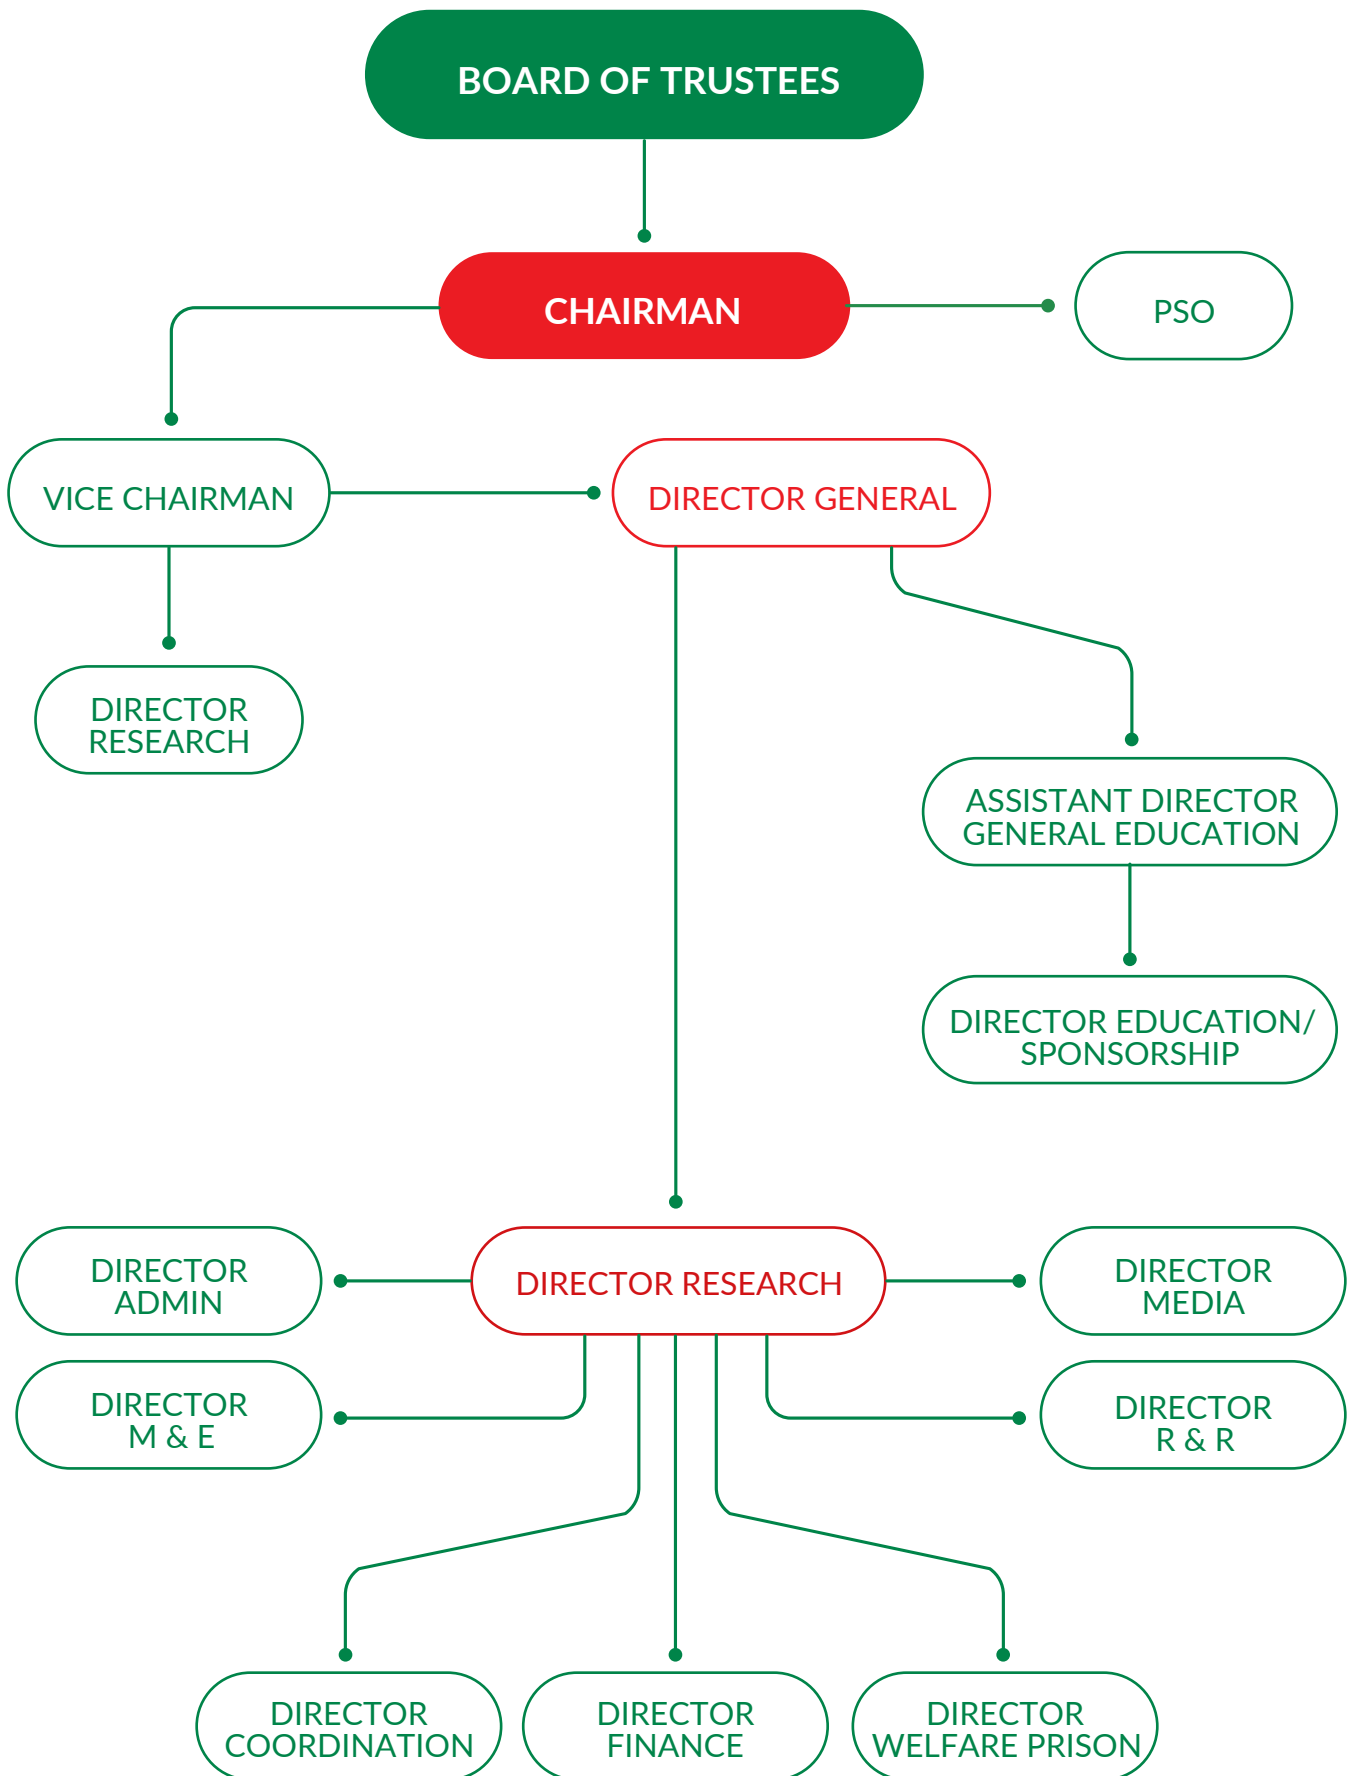 BOARD OF TRUSTEES
CHAIRMAN
PSO
VICE CHAIRMAN
DIRECTOR GENERAL
DIRECTOR
RESEARCH
ASSISTANT DIRECTOR
GENERAL EDUCATION
DIRECTOR EDUCATION/
SPONSORSHIP
DIRECTOR
ADMIN
DIRECTOR RESEARCH
DIRECTOR
MEDIA
DIRECTOR
M & E
DIRECTOR
R & R
DIRECTOR
COORDINATION
DIRECTOR
FINANCE
DIRECTOR
WELFARE PRISON